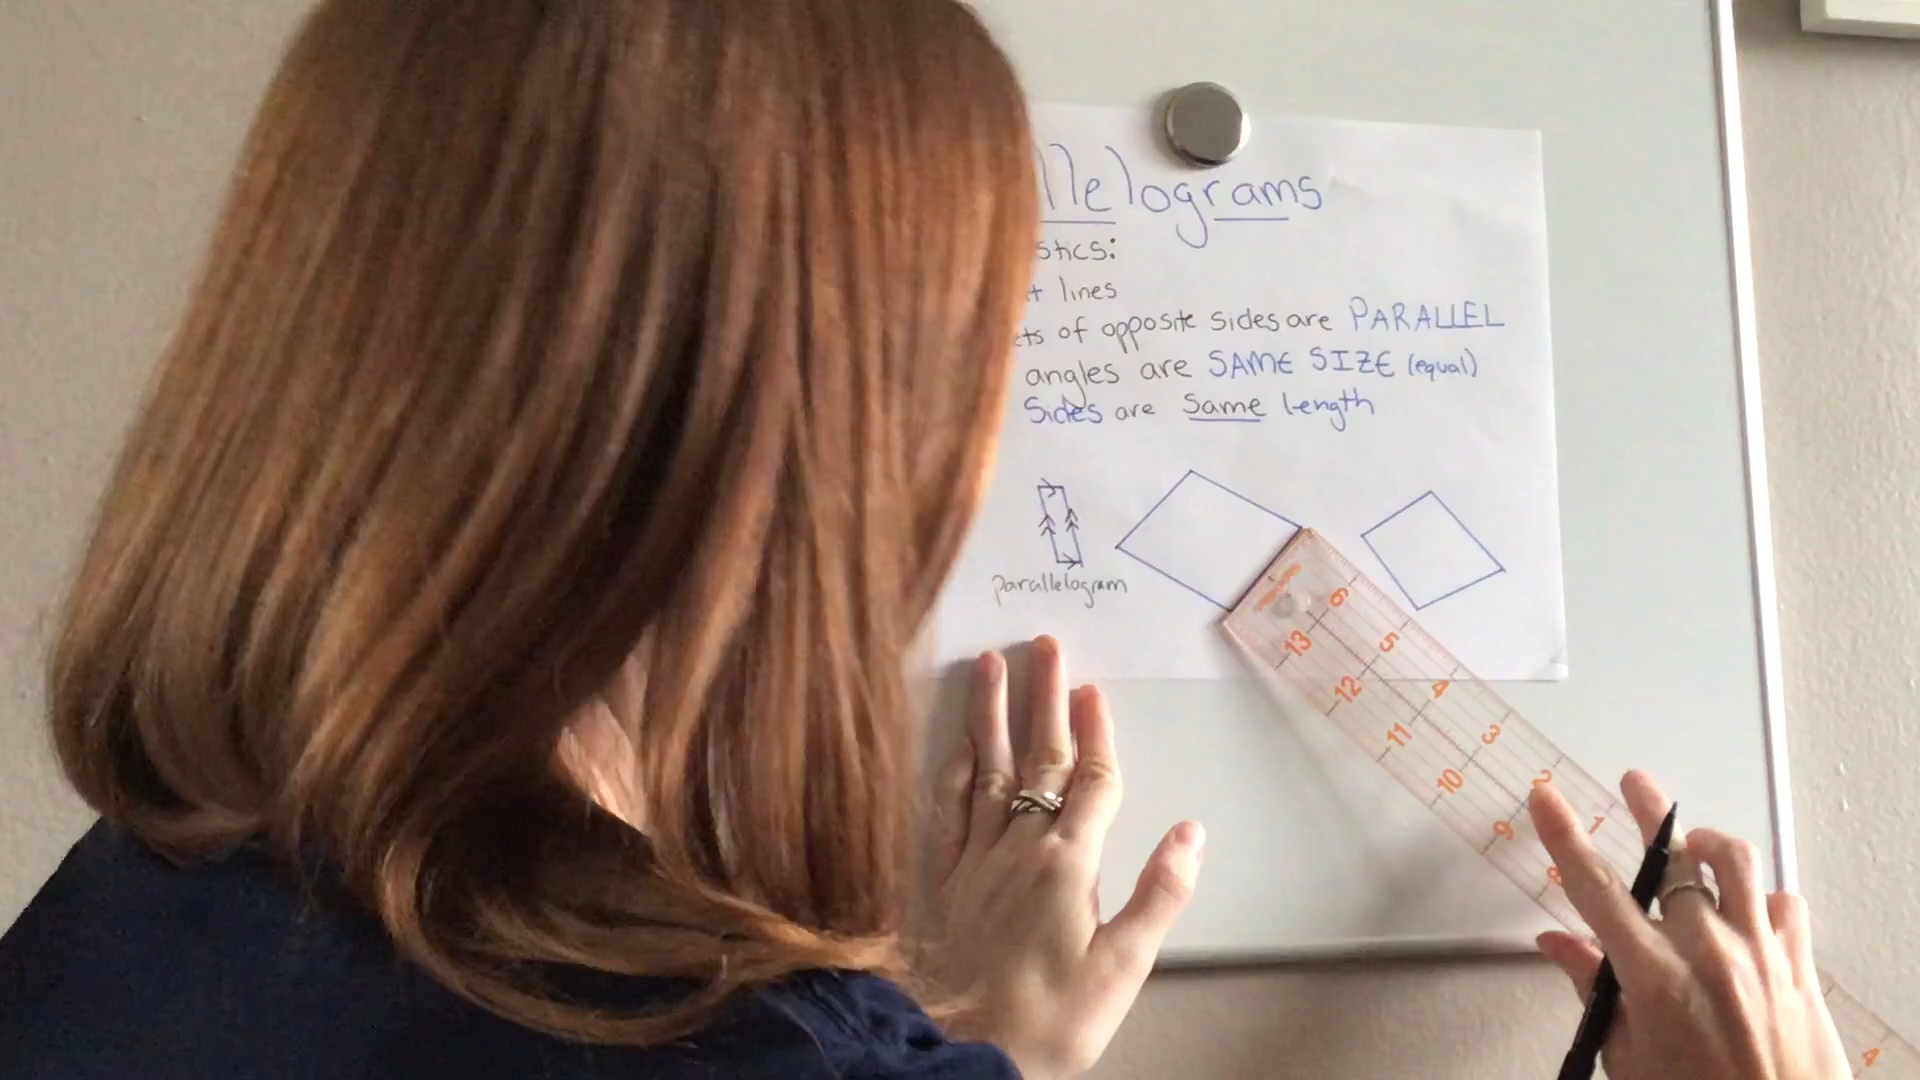 llelograms
stics:
lines
of opposite sides are PARALLEL
angles are SAME SIZE (equal)
Sides are Same length
parallelogram
6
5
4
3
2
1
13
12
11
10
9
8
4